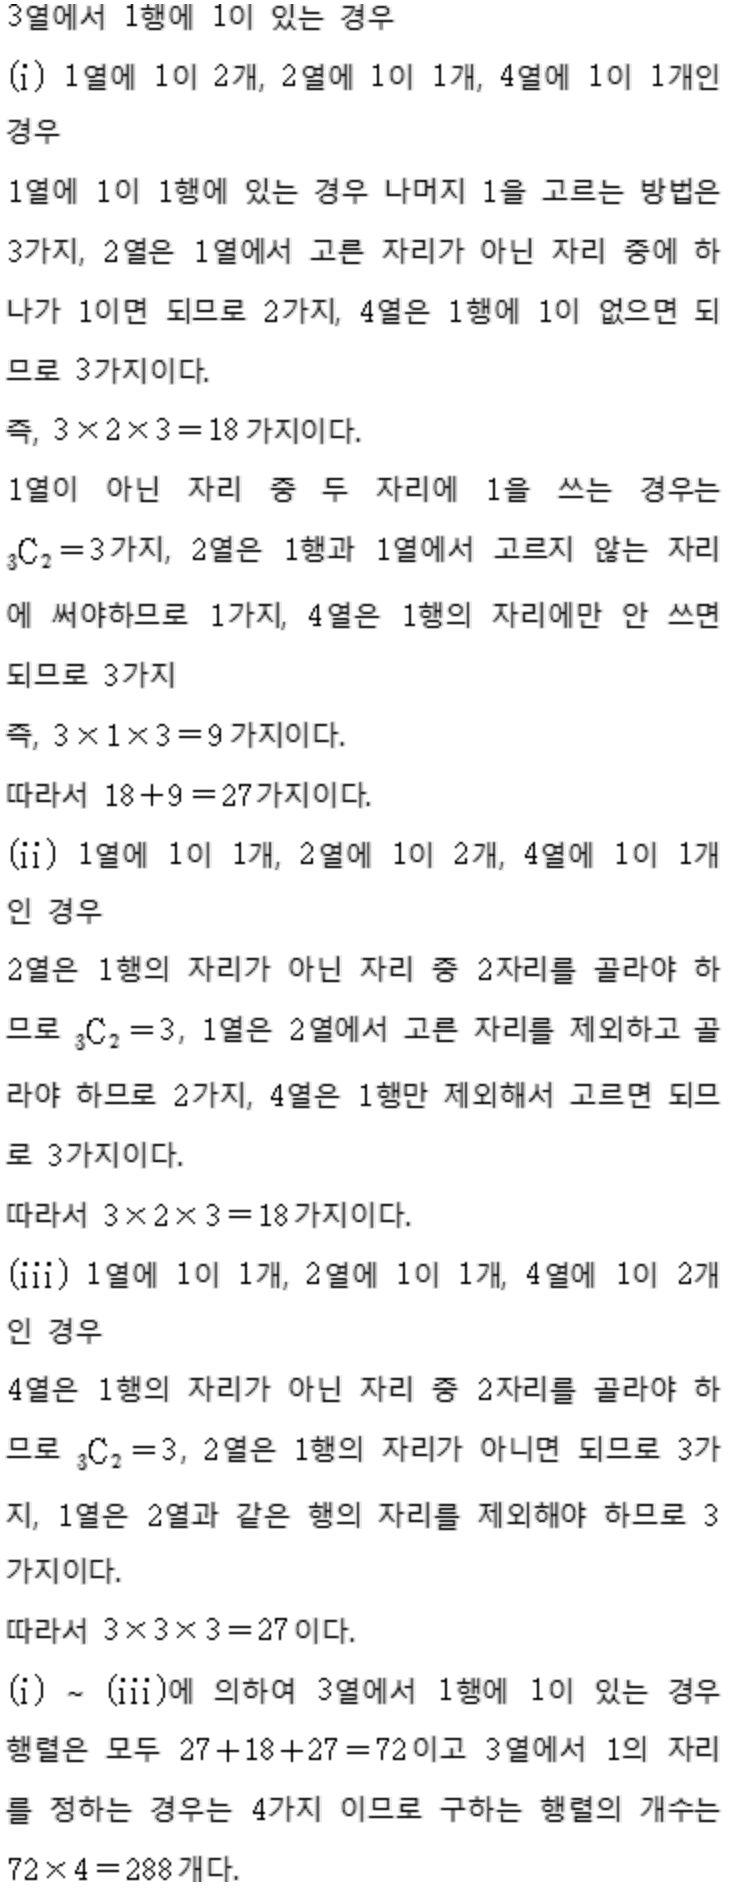 3열에서 1행에 1이 있는 경우
(i) 1열에 1이 2개, 2열에 1이 1개, 4열에 1이 1개인
경우
1열에 1이 1행에 있는 경우 나머지 1을 고르는 방법은
3가지, 2열은 1열에서 고른 자리가 아닌 자리 중에 하
나가 1이면 되므로 2가지, 4열은 1행에 1이 없으면 되
므로 3가지이다.
즉, 3×2×3=18가지이다.
1열이 아닌 자리 중 두 자리에 1을 쓰는 경우는
₃C₂=3가지, 2열은 1행과 1열에서 고르지 않는 자리
에 써야하므로 1가지, 4열은 1행의 자리에만 안 쓰면
되므로 3가지
즉, 3×1×3=9가지이다.
따라서 18+9=27가지이다.
(ii) 1열에 1이 1개, 2열에 1이 2개, 4열에 1이 1개
인 경우
2열은 1행의 자리가 아닌 자리 중 2자리를 골라야 하
므로 ₃C₂=3, 1열은 2열에서 고른 자리를 제외하고 골
라야 하므로 2가지, 4열은 1행만 제외해서 고르면 되므
로 3가지이다.
따라서 3×2×3=18가지이다.
(iii) 1열에 1이 1개, 2열에 1이 1개, 4열에 1이 2개
인 경우
4열은 1행의 자리가 아닌 자리 중 2자리를 골라야 하
므로 ₃C₂=3, 2열은 1행의 자리가 아니면 되므로 3가
지, 1열은 2열과 같은 행의 자리를 제외해야 하므로 3
가지이다.
따라서 3×3×3=27이다.
(i) ~ (iii)에 의하여 3열에서 1행에 1이 있는 경우
행렬은 모두 27+18+27=72이고 3열에서 1의 자리
를 정하는 경우는 4가지 이므로 구하는 행렬의 개수는
72×4=288개다.